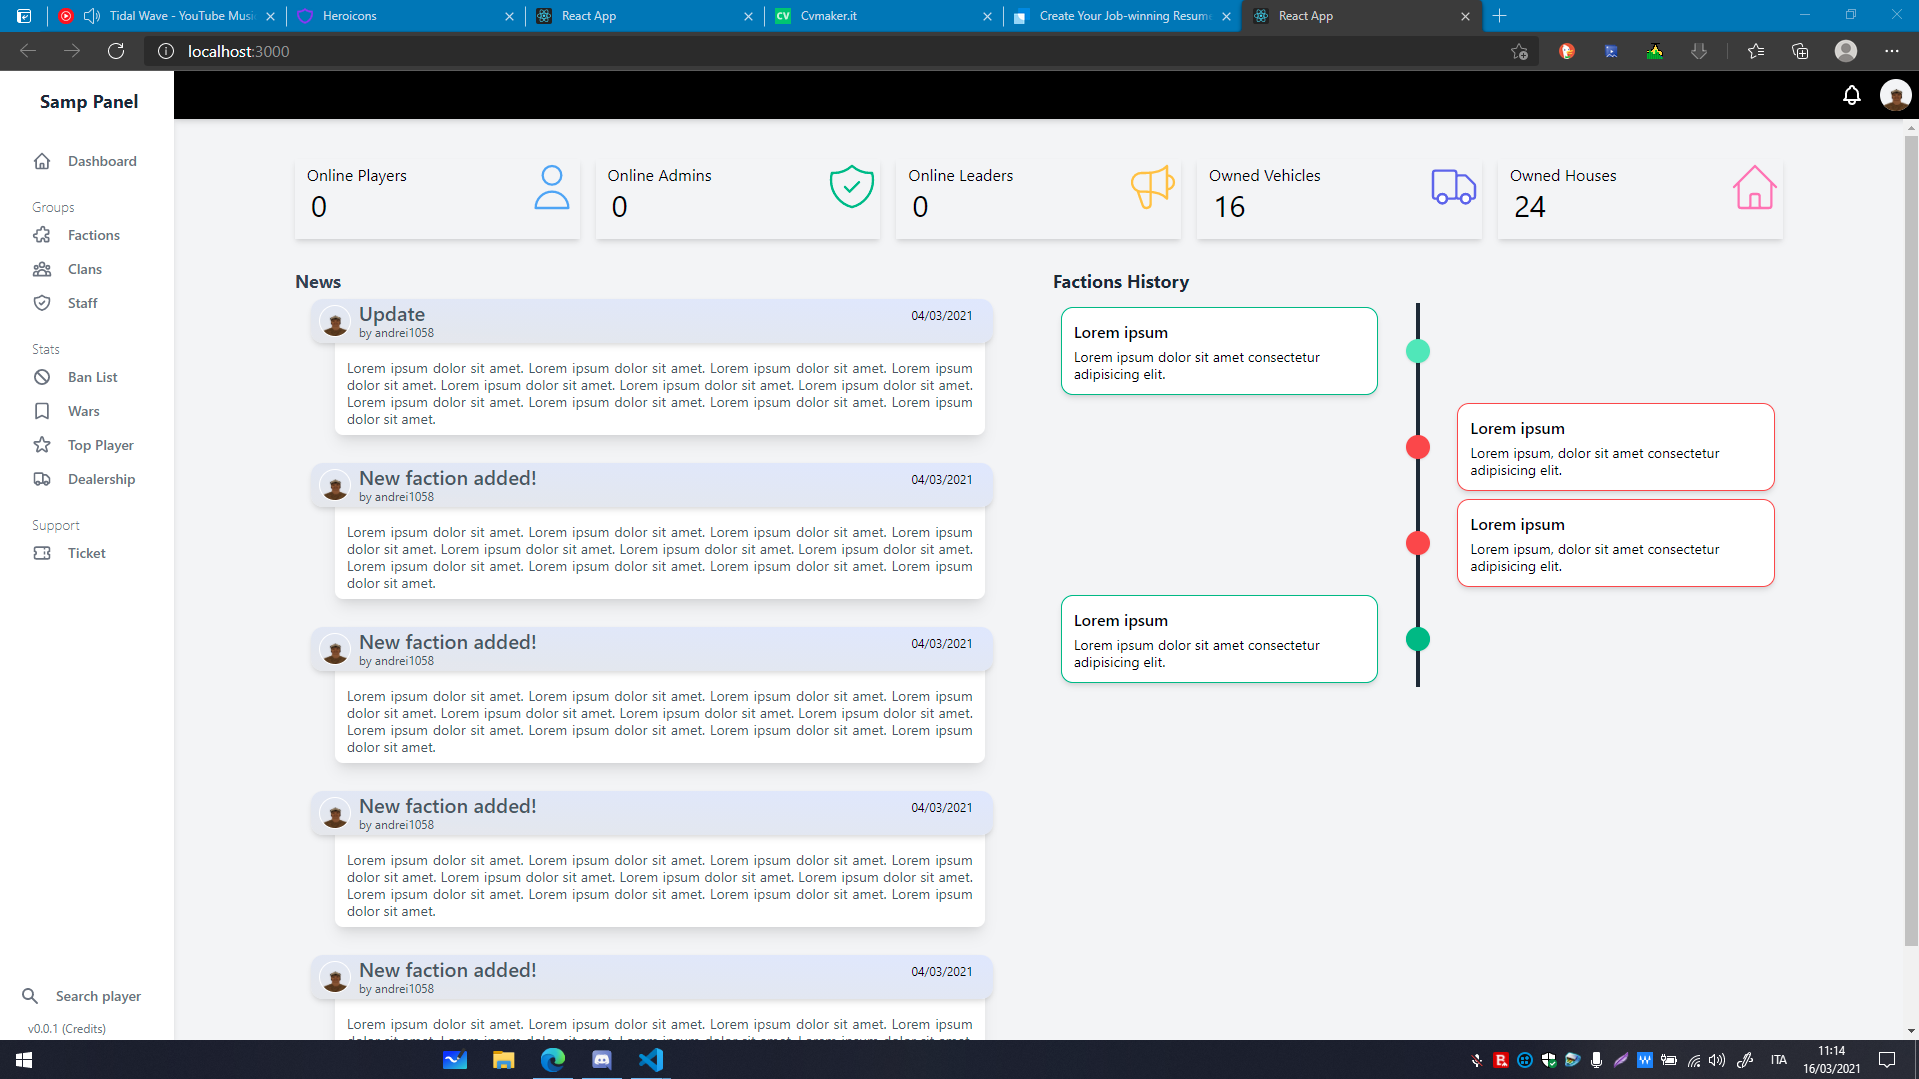 Tidal Wave - YouTube Musi
Heroicons
React App
CV
Cvmaker.it
Create Your Job-winning Resum
React App
localhost:3000
Samp Panel
Dashboard
Groups
Factions
Clans
Staff
Stats
Ban List
Wars
Top Player
Dealership
Support
Ticket
Search player
v0.0.1 (Credits)
Online Players
0
Online Admins
0
Online Leaders
0
Owned Vehicles
16
Owned Houses
24
News
Update
by andrei1058
04/03/2021
Lorem ipsum dolor sit amet. Lorem ipsum dolor sit amet. Lorem ipsum dolor sit amet. Lorem ipsum
dolor sit amet. Lorem ipsum dolor sit amet. Lorem ipsum dolor sit amet. Lorem ipsum dolor sit amet.
Lorem ipsum dolor sit amet. Lorem ipsum dolor sit amet. Lorem ipsum dolor sit amet. Lorem ipsum
dolor sit amet.
New faction added!
by andrei1058
04/03/2021
Lorem ipsum dolor sit amet. Lorem ipsum dolor sit amet. Lorem ipsum dolor sit amet. Lorem ipsum
dolor sit amet. Lorem ipsum dolor sit amet. Lorem ipsum dolor sit amet. Lorem ipsum dolor sit amet.
Lorem ipsum dolor sit amet. Lorem ipsum dolor sit amet. Lorem ipsum dolor sit amet. Lorem ipsum
dolor sit amet.
New faction added!
by andrei1058
04/03/2021
Lorem ipsum dolor sit amet. Lorem ipsum dolor sit amet. Lorem ipsum dolor sit amet. Lorem ipsum
dolor sit amet. Lorem ipsum dolor sit amet. Lorem ipsum dolor sit amet. Lorem ipsum dolor sit amet.
Lorem ipsum dolor sit amet. Lorem ipsum dolor sit amet. Lorem ipsum dolor sit amet. Lorem ipsum
dolor sit amet.
New faction added!
by andrei1058
04/03/2021
Lorem ipsum dolor sit amet. Lorem ipsum dolor sit amet. Lorem ipsum dolor sit amet. Lorem ipsum
dolor sit amet. Lorem ipsum dolor sit amet. Lorem ipsum dolor sit amet. Lorem ipsum dolor sit amet.
Lorem ipsum dolor sit amet. Lorem ipsum dolor sit amet. Lorem ipsum dolor sit amet. Lorem ipsum
dolor sit amet.
New faction added!
by andrei1058
04/03/2021
Lorem ipsum dolor sit amet. Lorem ipsum dolor sit amet. Lorem ipsum dolor sit amet. Lorem ipsum
Factions History
Lorem ipsum
Lorem ipsum dolor sit amet consectetur
adipisicing elit.
Lorem ipsum
Lorem ipsum, dolor sit amet consectetur
adipisicing elit.
Lorem ipsum
Lorem ipsum, dolor sit amet consectetur
adipisicing elit.
Lorem ipsum
Lorem ipsum dolor sit amet consectetur
adipisicing elit.
ITA
11:14
16/03/2021